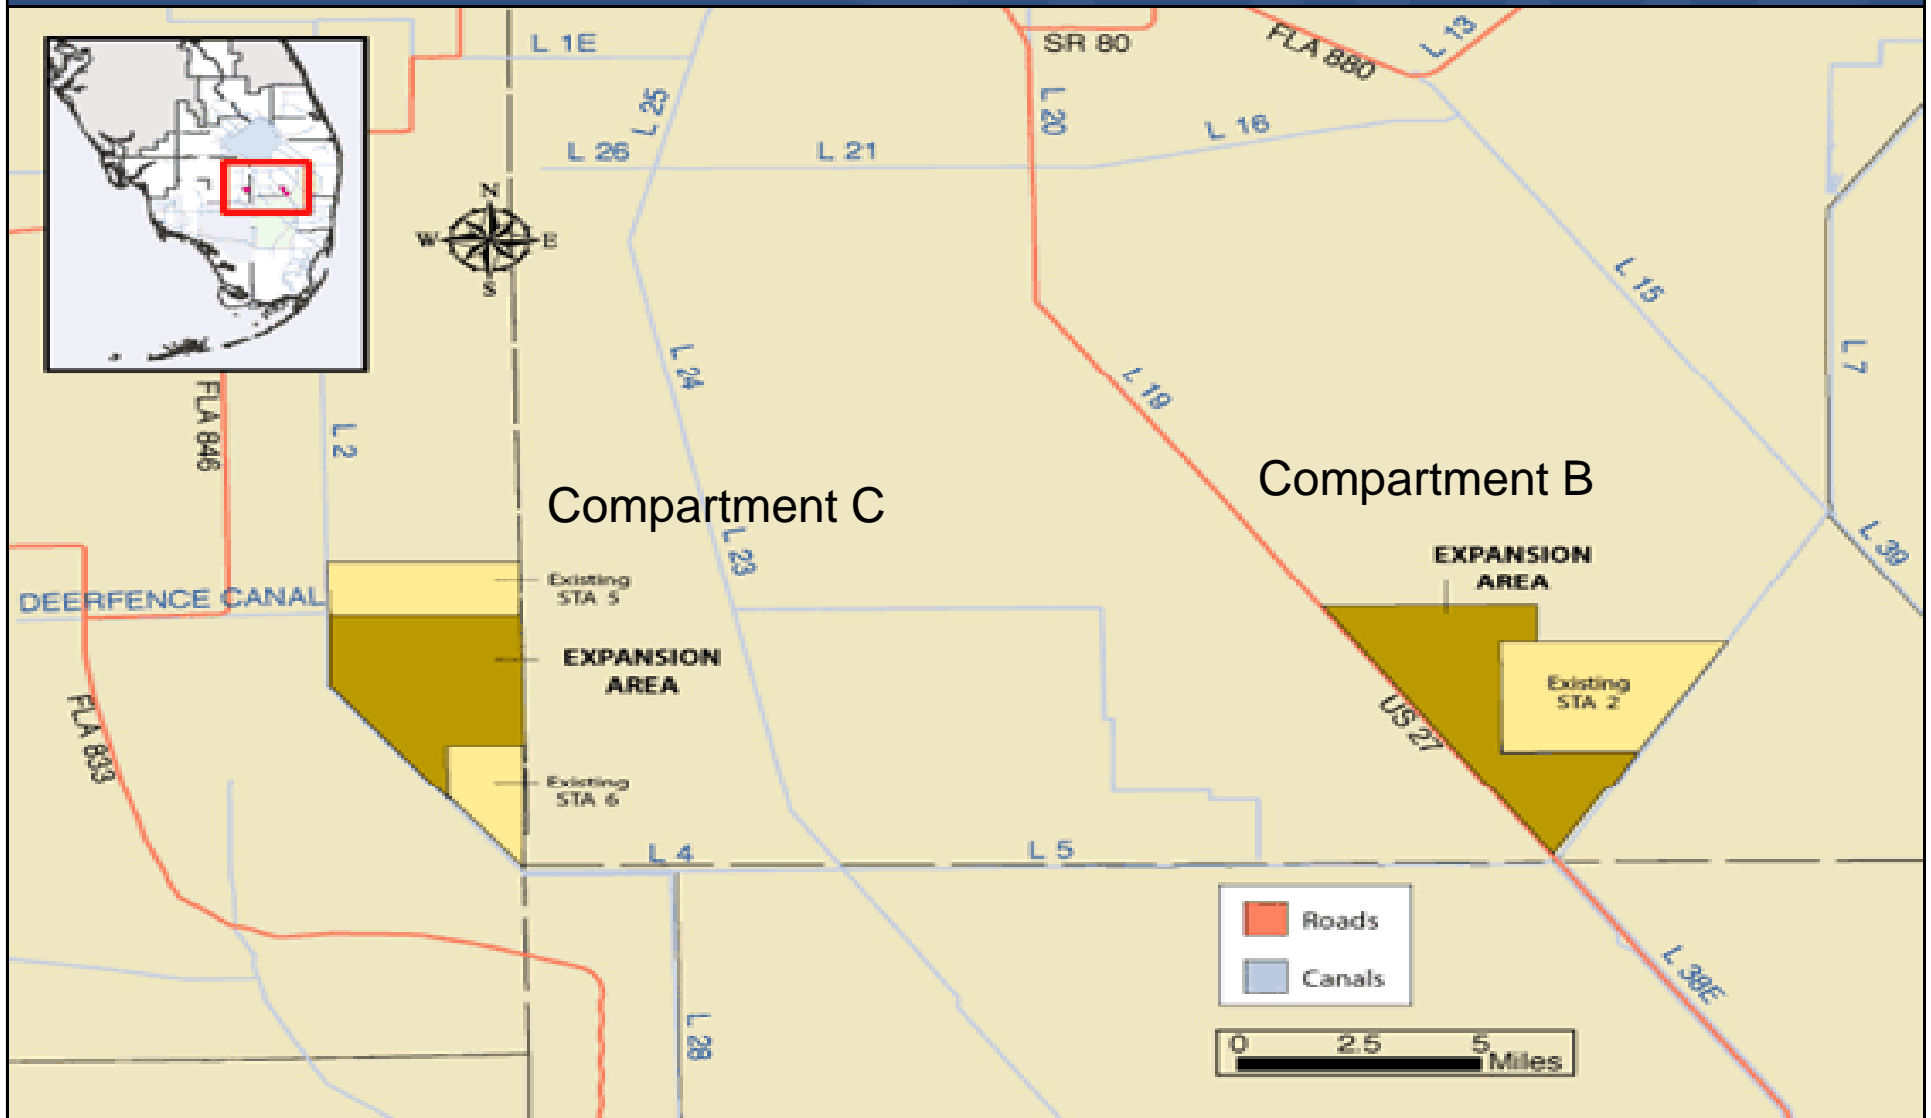 L 1E
SR 80
FLA 880
L 13
L 25
L 20
L 26
L 21
L 16
N
W
E
S
L 15
L 7
L 24
L 19
FLA 846
L 2
Compartment B
Compartment C
L 23
L 39
EXPANSION
AREA
Existing
STA 5
DEERFENCE CANAL
EXPANSION
AREA
Existing
STA 2
US 27
FLA 833
Existing
STA 6
L 4
L 5
Roads
Canals
L 38E
L 28
0 2.5 5
Miles